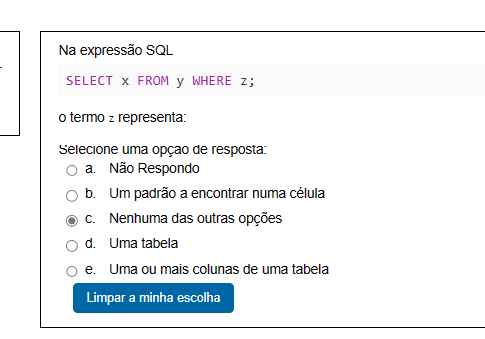 Na expressão SQL
SELECT x FROM y WHERE z;
o termo z representa:
Selecione uma opção de resposta:
a. Não Respondo
b. Um padrão a encontrar numa célula
c. Nenhuma das outras opções
d. Uma tabela
e. Uma ou mais colunas de uma tabela
Limpar a minha escolha